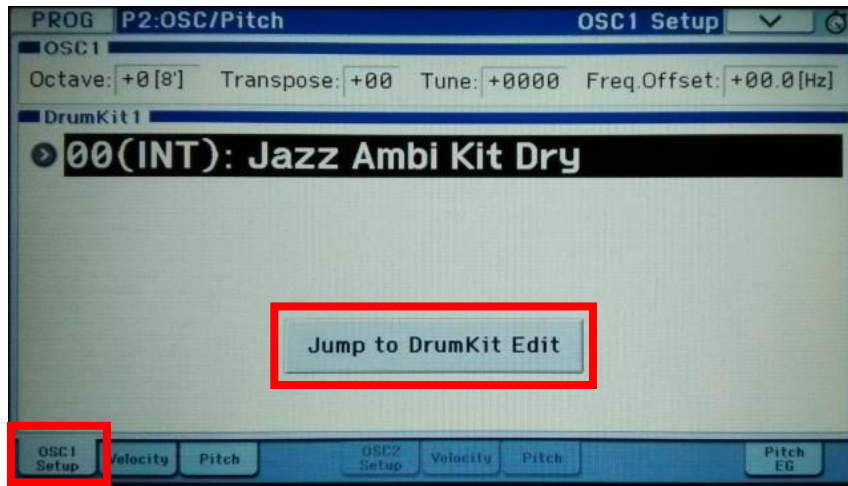 PROG P2:OSC/Pitch OSC1 Setup
OSC1
Octave: +0[8'] Transpose: +00 Tune: +0000 Freq.Offset: +00.0[Hz]
DrumKit1
00(INT): Jazz Ambi Kit Dry
Jump to DrumKit Edit
OSC1 Setup Velocity Pitch OSC2 Setup Velocity Pitch Pitch EG